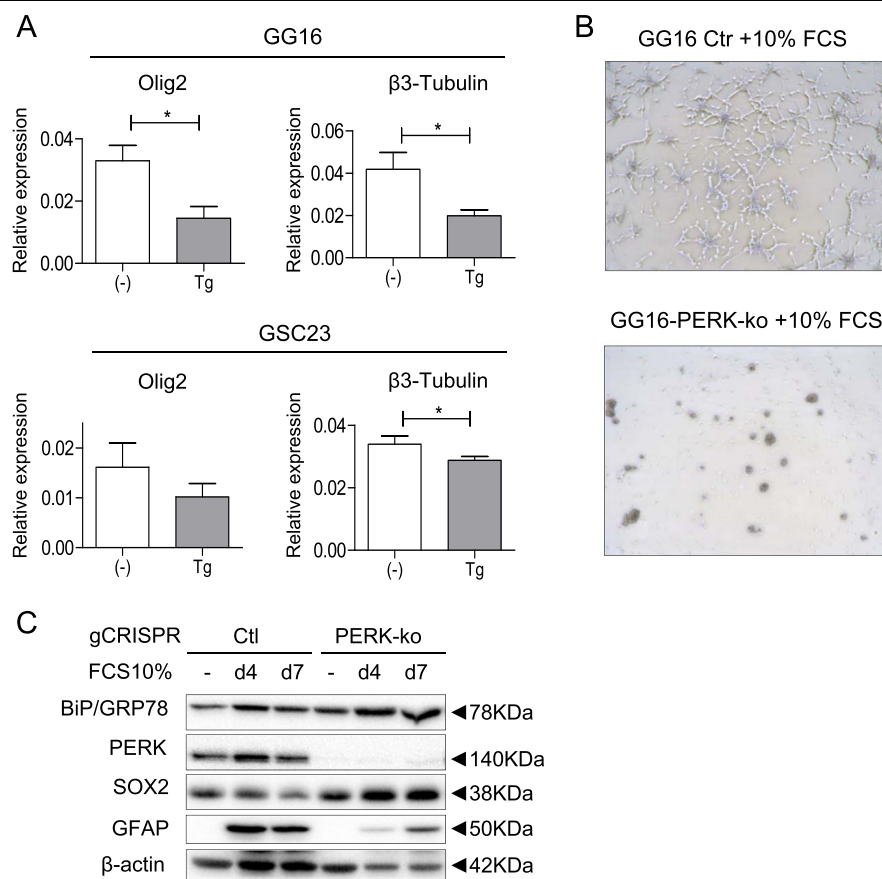 A
GG16
Olig2
β3-Tubulin
Relative expression
0.04
0.02
0.00
*
(-)
Tg
Relative expression
0.06
0.04
0.02
0.00
*
(-)
Tg
GSC23
Olig2
β3-Tubulin
Relative expression
0.02
0.01
0.00
(-)
Tg
Relative expression
0.04
0.02
0.00
*
(-)
Tg
B
GG16 Ctr +10% FCS
GG16-PERK-ko +10% FCS
C
gCRISPR Ctl PERK-ko
FCS10% - d4 d7 - d4 d7
BiP/GRP78 78KDa
PERK 140KDa
SOX2 38KDa
GFAP 50KDa
β-actin 42KDa